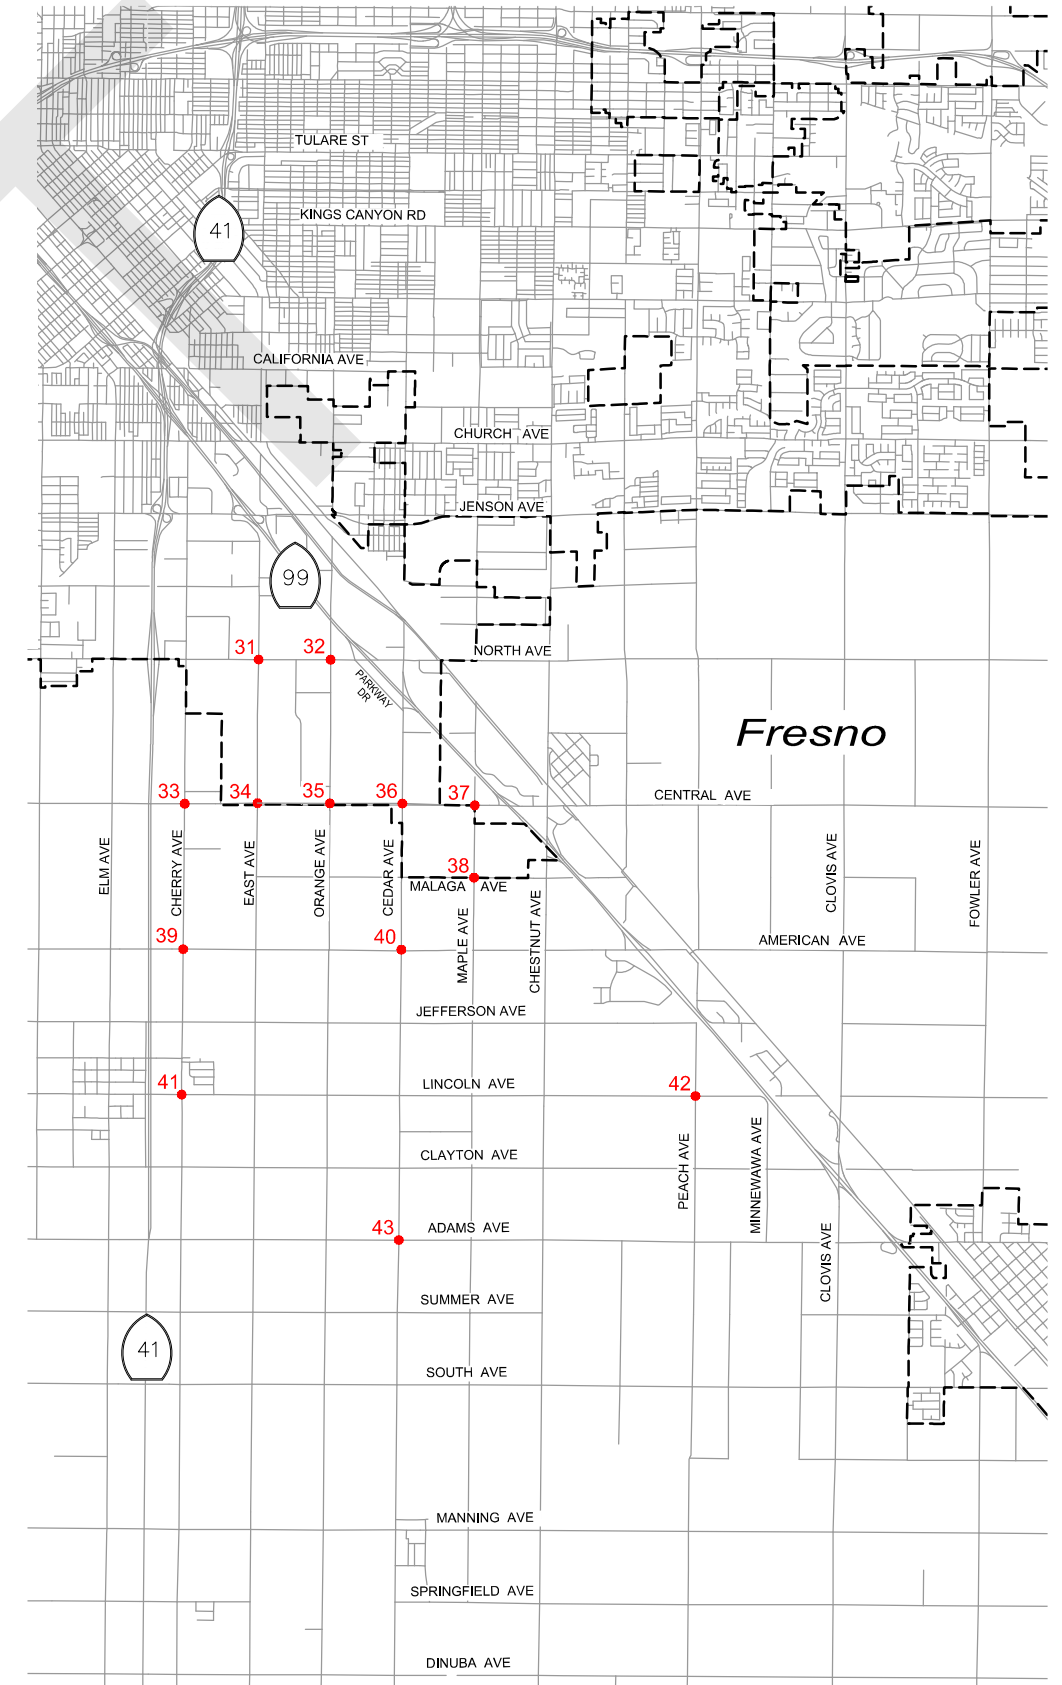 TULARE ST
KINGS CANYON RD
41
CALIFORNIA AVE
CHURCH AVE
JENSON AVE
99
31
32
NORTH AVE
PARKWAY
DR
Fresno
33
34
35
36
37
CENTRAL AVE
ELM AVE
CHERRY AVE
EAST AVE
ORANGE AVE
CEDAR AVE
38
MALAGA AVE
MAPLE AVE
CHESTNUT AVE
CLOVIS AVE
FOWLER AVE
39
40
AMERICAN AVE
JEFFERSON AVE
41
LINCOLN AVE
42
PEACH AVE
MINNEWAWA AVE
CLAYTON AVE
43
ADAMS AVE
CLOVIS AVE
SUMMER AVE
41
SOUTH AVE
MANNING AVE
SPRINGFIELD AVE
DINUBA AVE